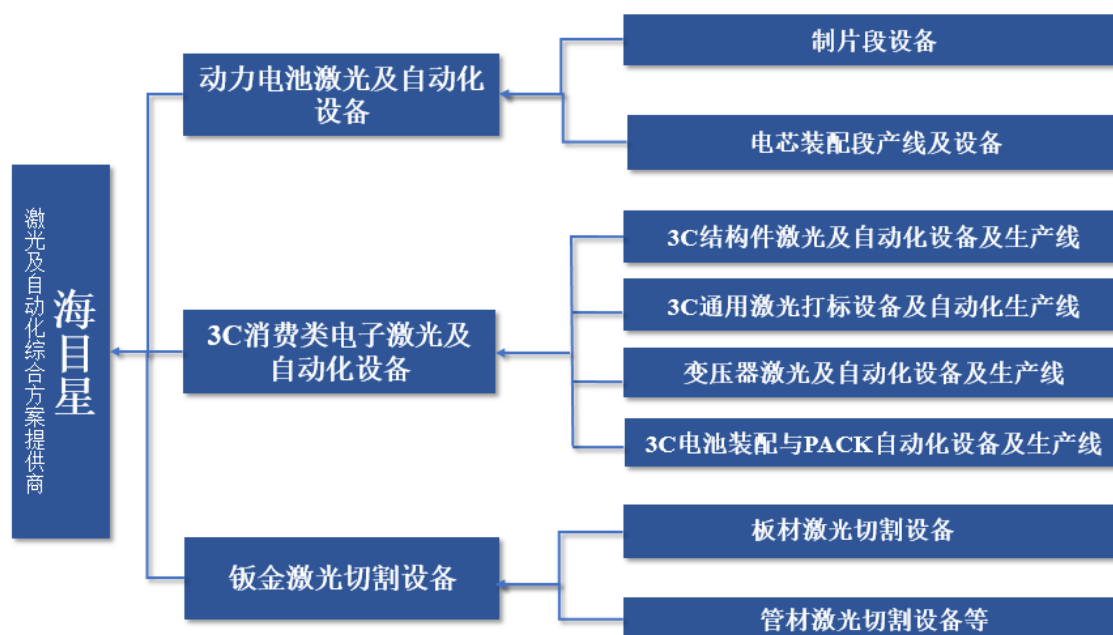 海目星
激光及自动化综合方案提供商
动力电池激光及自动化
设备
制片段设备
电芯装配段产线及设备
3C消费类电子激光及
自动化设备
3C结构件激光及自动化设备及生产线
3C通用激光打标设备及自动化生产线
变压器激光及自动化设备及生产线
3C电池装配与PACK自动化设备及生产线
钣金激光切割设备
板材激光切割设备
管材激光切割设备等